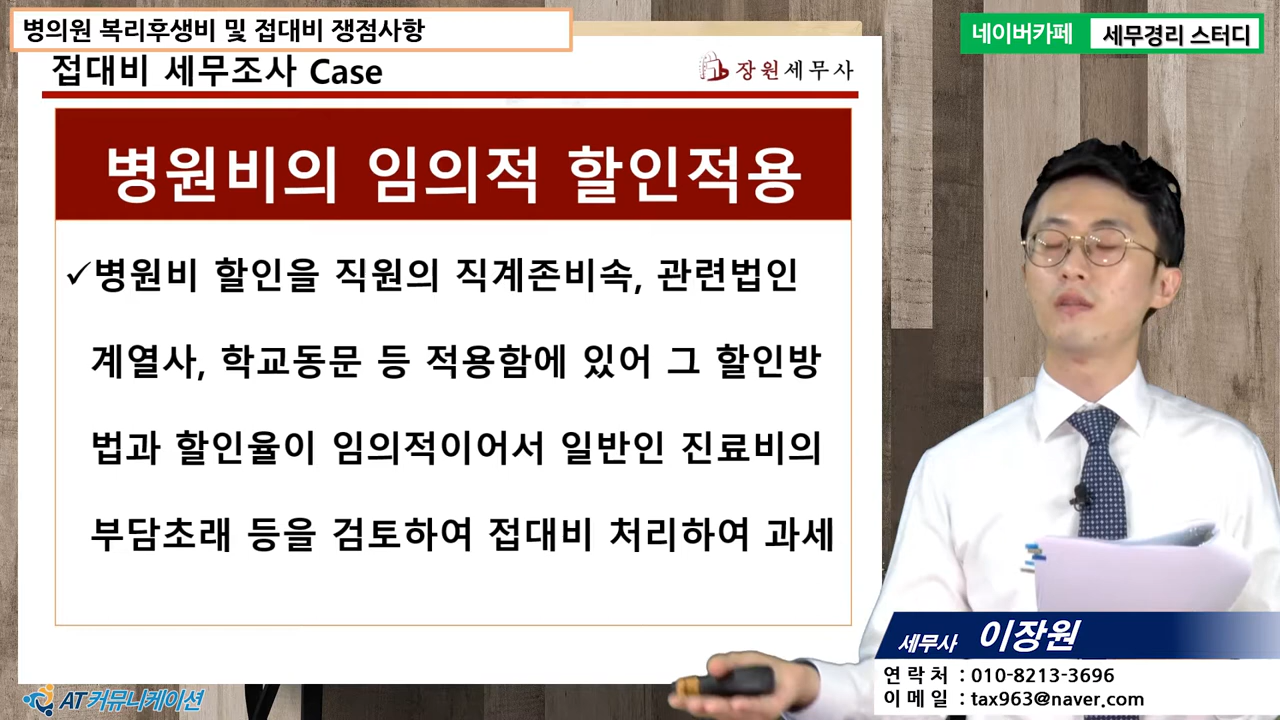 병의원 복리후생비 및 접대비 쟁점사항
네이버카페 세무경리 스터디
접대비 세무조사 Case
장원세무사
병원비의 임의적 할인적용
✓병원비 할인을 직원의 직계존비속, 관련법인
계열사, 학교동문 등 적용함에 있어 그 할인방
법과 할인율이 임의적이어서 일반인 진료비의
부담초래 등을 검토하여 접대비 처리하여 과세
세무사 이장원
연락처 : 010-8213-3696
이메일 : tax963@naver.com
AT커뮤니케이션